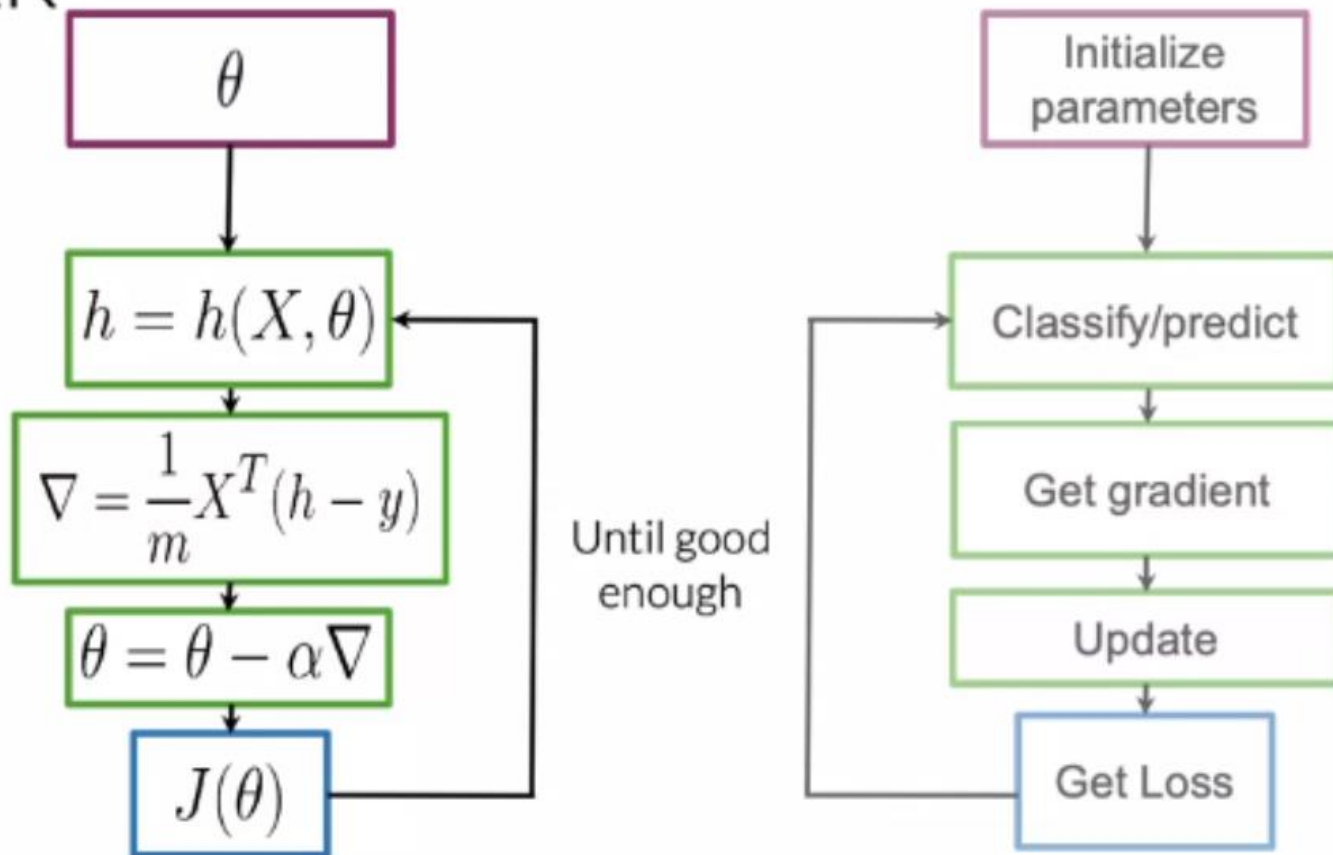 θ
h = h(X, θ)
∇ = 1/m X^T (h − y)
θ = θ − α∇
J(θ)
Until good
enough
Initialize
parameters
Classify/predict
Get gradient
Update
Get Loss